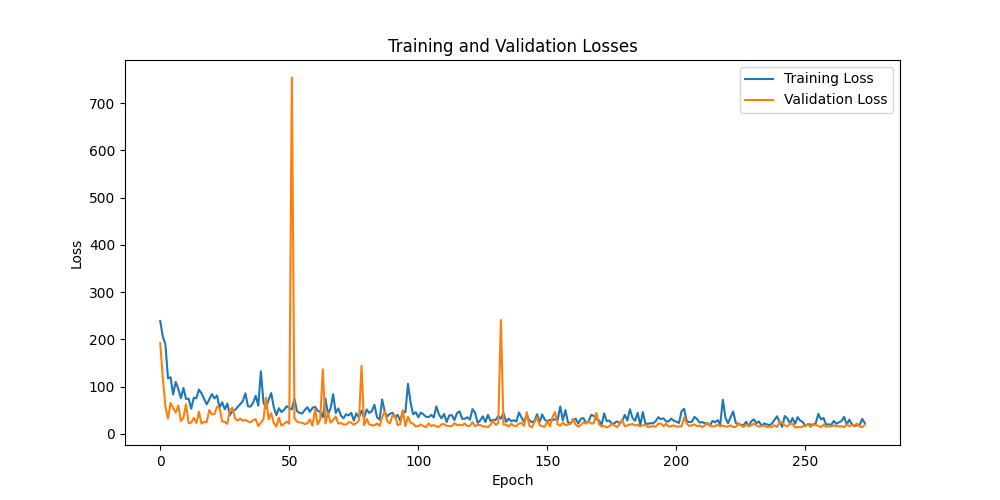 Training and Validation Losses
Training Loss
Validation Loss
700
600
500
400
300
200
100
0
Loss
0 50 100 150 200 250
Epoch